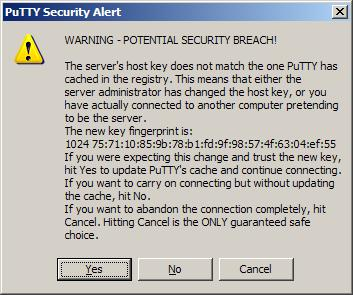 PuTTY Security Alert
WARNING - POTENTIAL SECURITY BREACH!
The server's host key does not match the one PuTTY has
cached in the registry. This means that either the
server administrator has changed the host key, or you
have actually connected to another computer pretending
to be the server.
The new key fingerprint is:
1024 75:71:10:85:9b:78:b1:fd:9f:98:57:4f:63:04:ef:55
If you were expecting this change and trust the new key,
hit Yes to update PuTTY's cache and continue connecting.
If you want to carry on connecting but without updating
the cache, hit No.
If you want to abandon the connection completely, hit
Cancel. Hitting Cancel is the ONLY guaranteed safe
choice.
Yes No Cancel